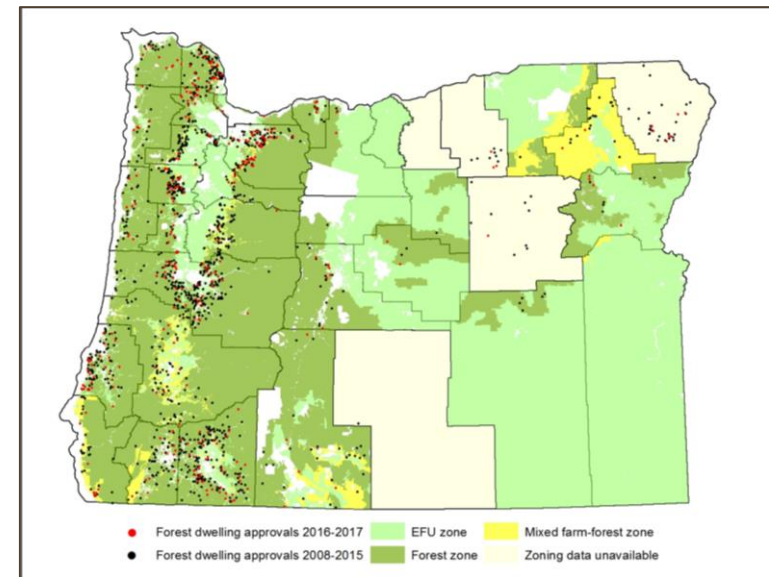 Forest dwelling approvals 2016-2017 EFU zone Mixed farm-forest zone
Forest dwelling approvals 2008-2015 Forest zone Zoning data unavailable